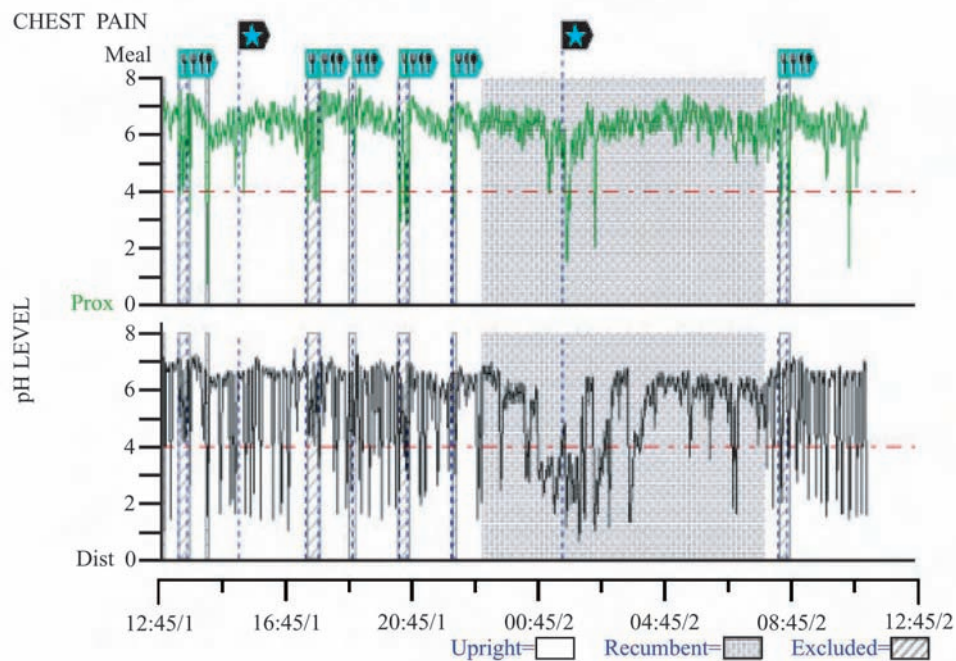 CHEST PAIN
Meal
8
6
4
2
Prox 0
8
6
4
2
Dist 0
pH LEVEL
12:45/1 16:45/1 20:45/1 00:45/2 04:45/2 08:45/2 12:45/2
Upright= Recumbent= Excluded=